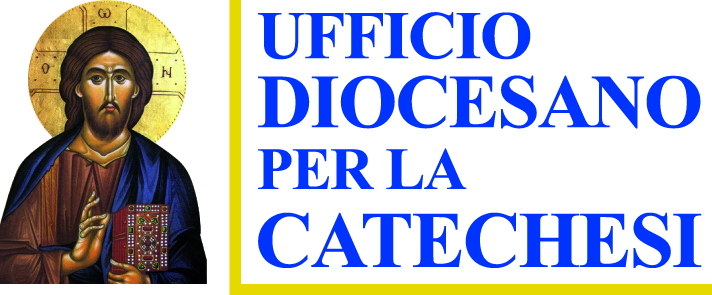 Ο Ω Ν
UFFICIO
DIOCESANO
PER LA
CATECHESI